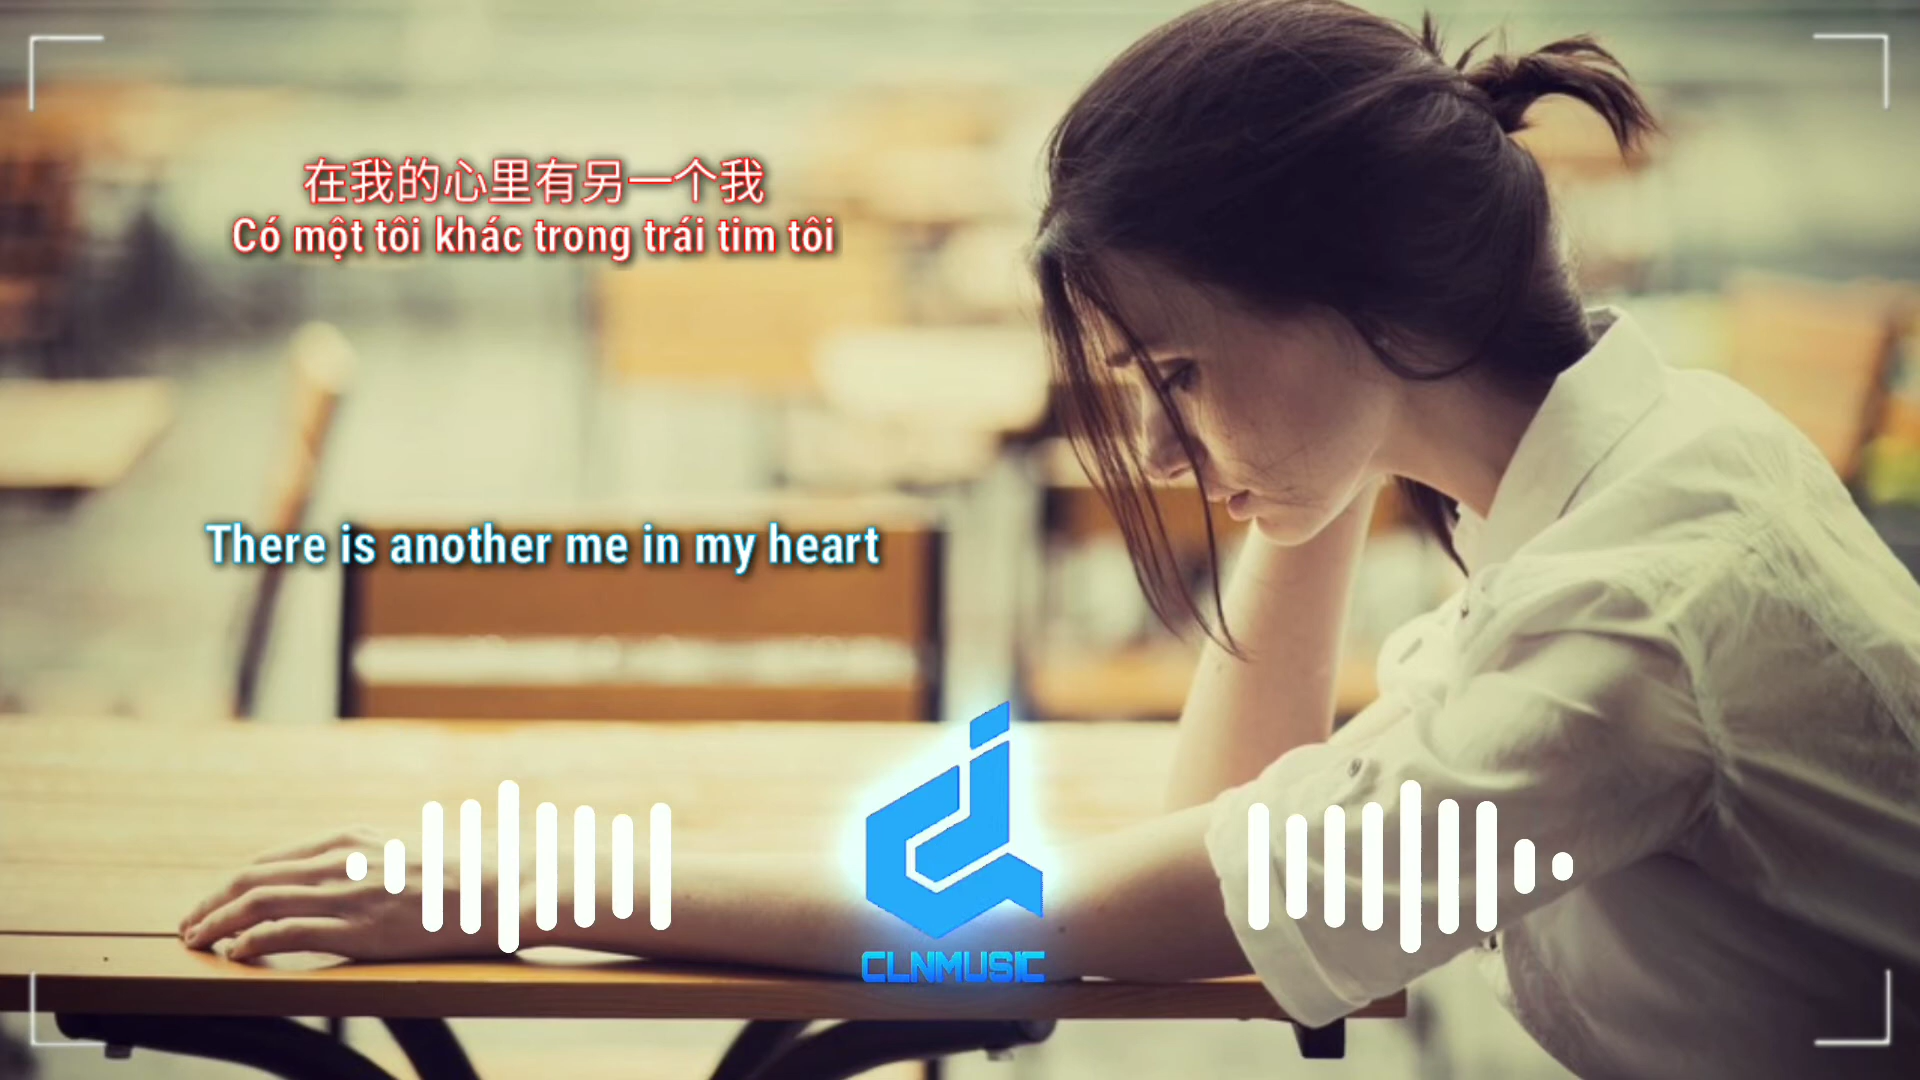 在我的心里有另一个我
Có một tôi khác trong trái tim tôi
There is another me in my heart
CLNMUSIC